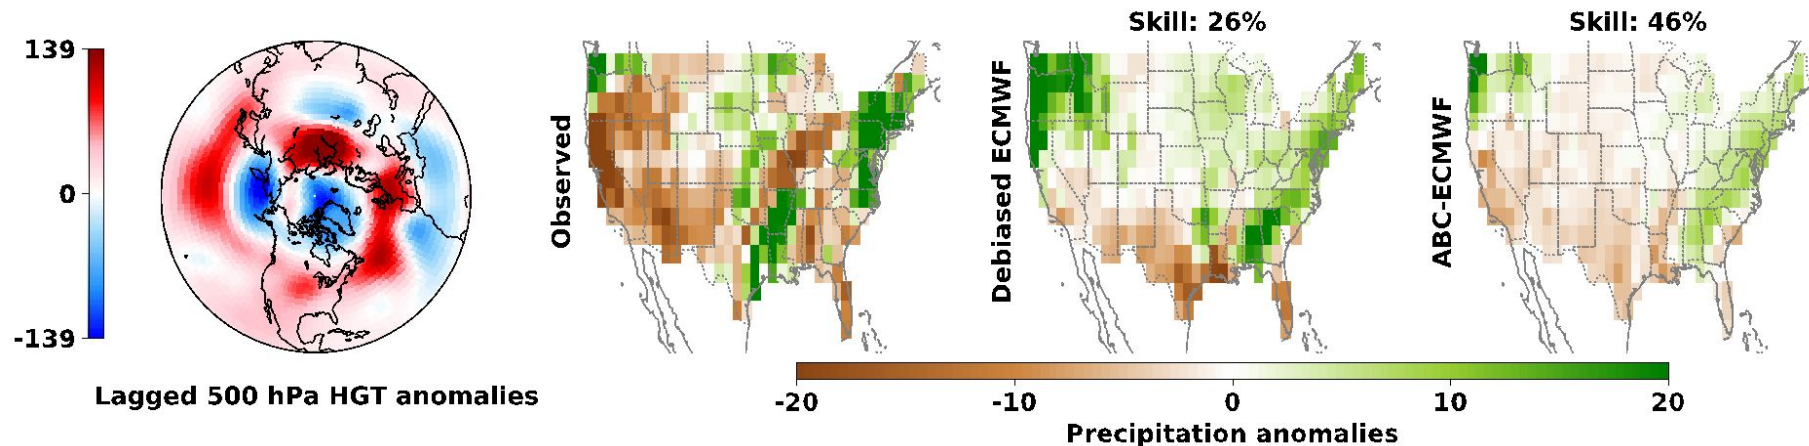 139
0
-139
Lagged 500 hPa HGT anomalies
Observed
Skill: 26%
Debiased ECMWF
Skill: 46%
ABC-ECMWF
-20 -10 0 10 20
Precipitation anomalies